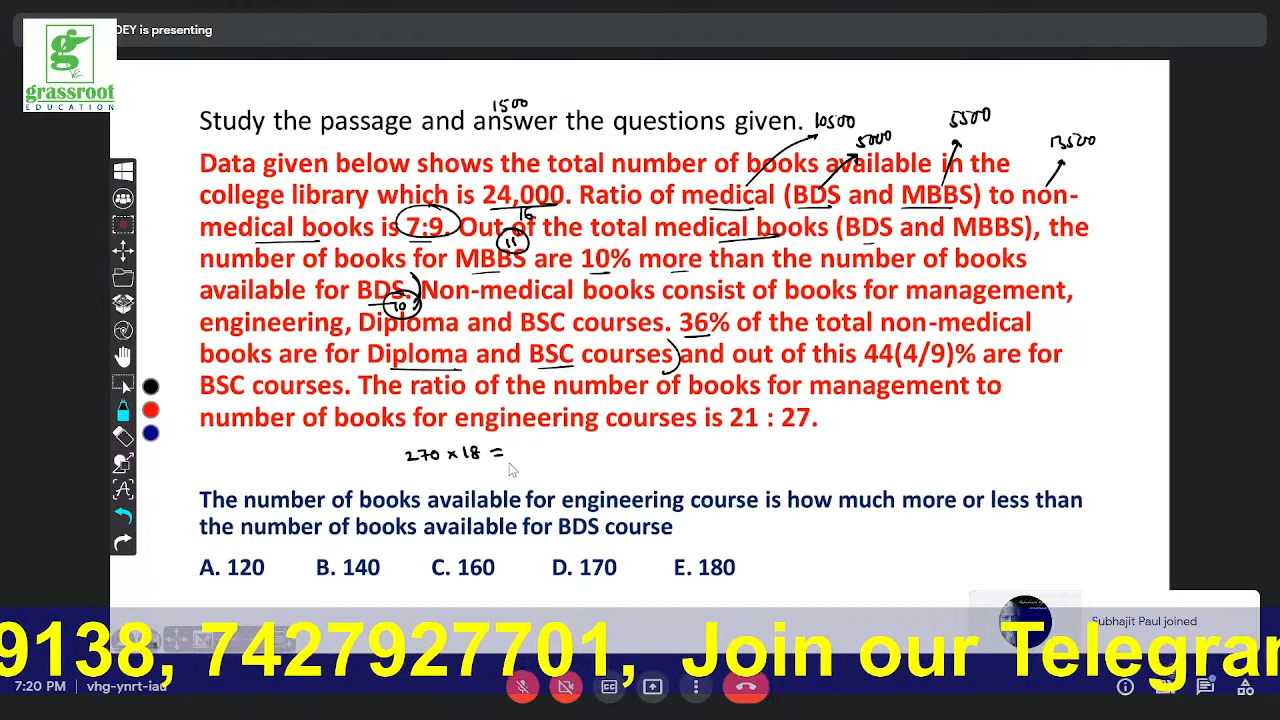 DEY is presenting
grassroot
EDUCATION
1500
Study the passage and answer the questions given.
10500
5000
5500
13500
Data given below shows the total number of books available in the
college library which is 24,000. Ratio of medical (BDS and MBBS) to non-
16
medical books is 7:9. Out of the total medical books (BDS and MBBS), the
11
number of books for MBBS are 10% more than the number of books
available for BDS. Non-medical books consist of books for management,
10
engineering, Diploma and BSC courses. 36% of the total non-medical
books are for Diploma and BSC courses and out of this 44(4/9)% are for
BSC courses. The ratio of the number of books for management to
number of books for engineering courses is 21 : 27.
270 × 18 =
The number of books available for engineering course is how much more or less than
the number of books available for BDS course
A. 120 B. 140 C. 160 D. 170 E. 180
Subhajit Paul joined
9138, 7427927701, Join our Telegram
7:20 PM vhg-ynrt-iau